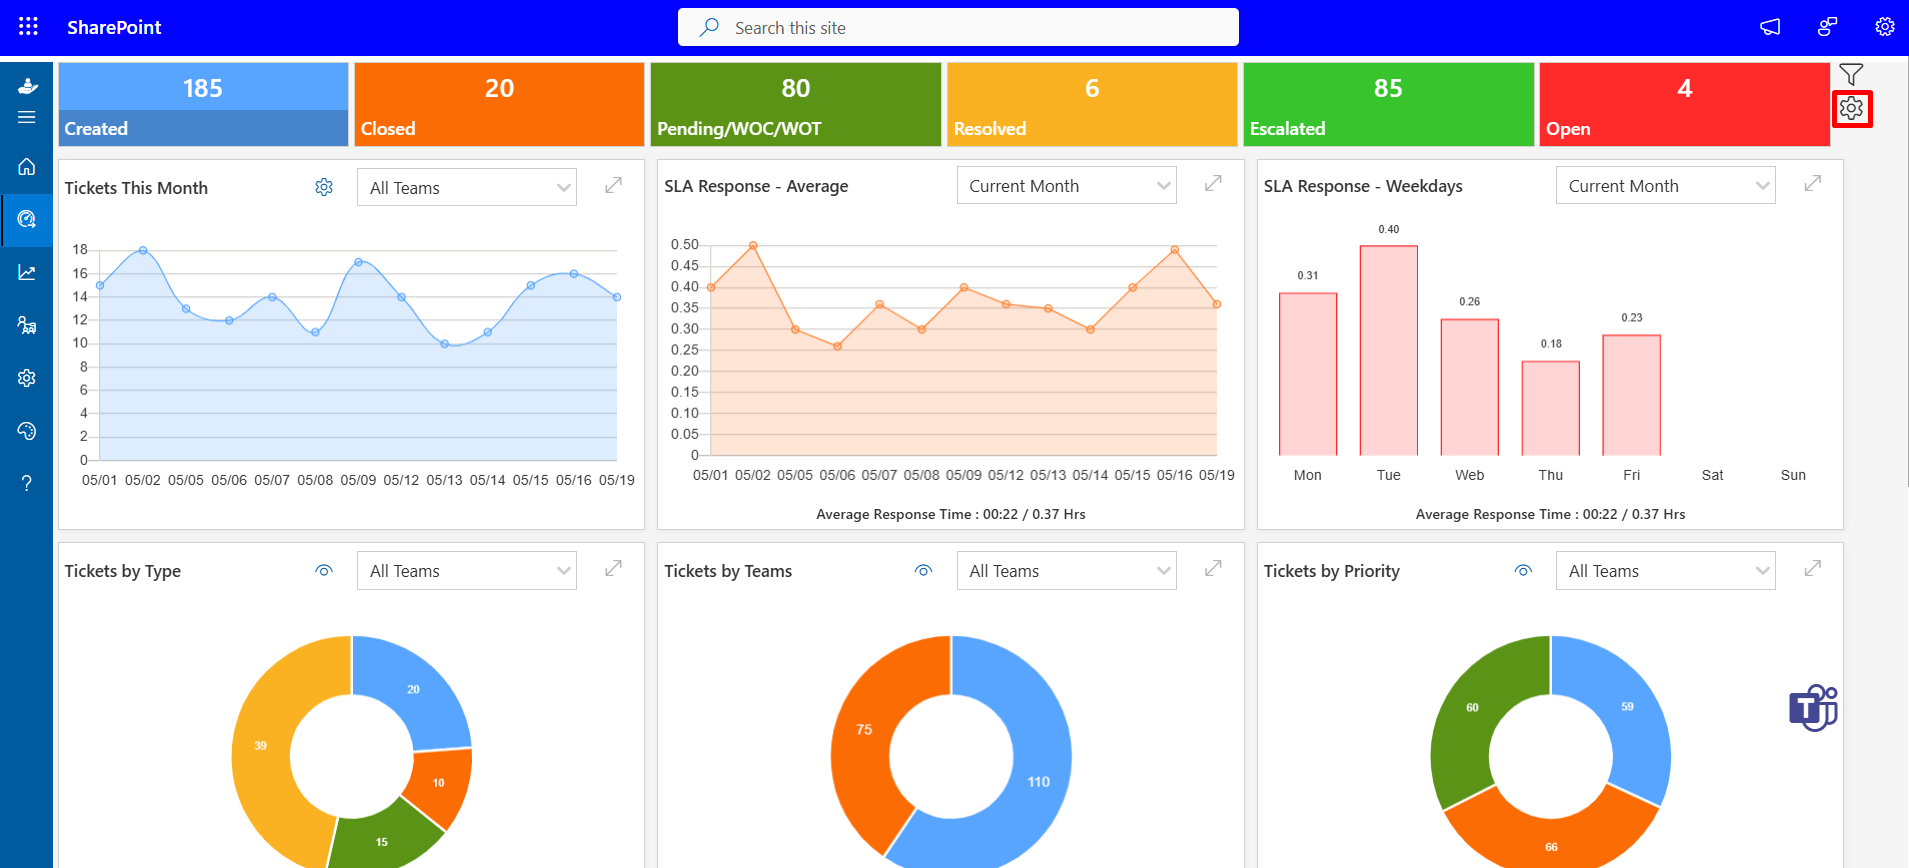 SharePoint
Search this site
185
Created
20
Closed
80
Pending/WOC/WOT
6
Resolved
85
Escalated
4
Open
Tickets This Month
All Teams
18
16
14
12
10
8
6
4
2
0
05/01 05/02 05/05 05/06 05/07 05/08 05/09 05/12 05/13 05/14 05/15 05/16 05/19
SLA Response - Average
Current Month
0.50
0.45
0.40
0.35
0.30
0.25
0.20
0.15
0.10
0.05
0
05/01 05/02 05/05 05/06 05/07 05/08 05/09 05/12 05/13 05/14 05/15 05/16 05/19
Average Response Time : 00:22 / 0.37 Hrs
SLA Response - Weekdays
Current Month
0.31
0.40
0.26
0.18
0.23
Mon Tue Web Thu Fri Sat Sun
Average Response Time : 00:22 / 0.37 Hrs
Tickets by Type
All Teams
20
39
10
15
Tickets by Teams
All Teams
75
110
Tickets by Priority
All Teams
60
59
66
T